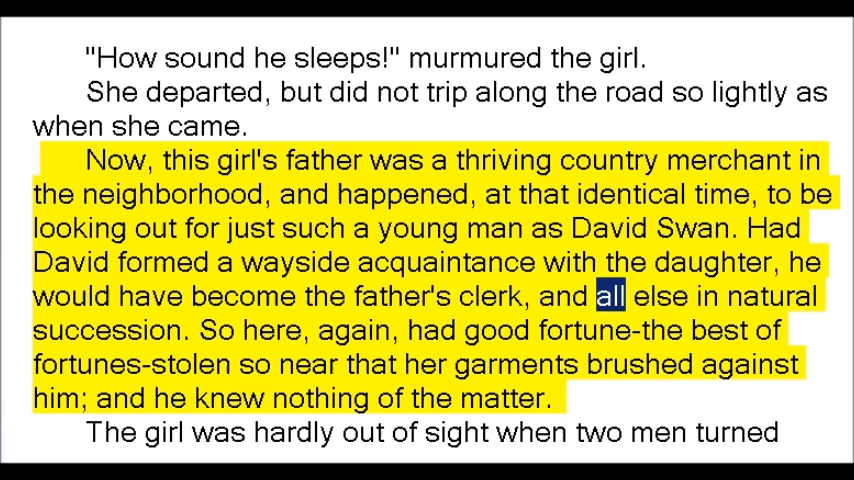 "How sound he sleeps!" murmured the girl.
She departed, but did not trip along the road so lightly as
when she came.
Now, this girl's father was a thriving country merchant in
the neighborhood, and happened, at that identical time, to be
looking out for just such a young man as David Swan. Had
David formed a wayside acquaintance with the daughter, he
would have become the father's clerk, and all else in natural
succession. So here, again, had good fortune-the best of
fortunes-stolen so near that her garments brushed against
him; and he knew nothing of the matter.
The girl was hardly out of sight when two men turned